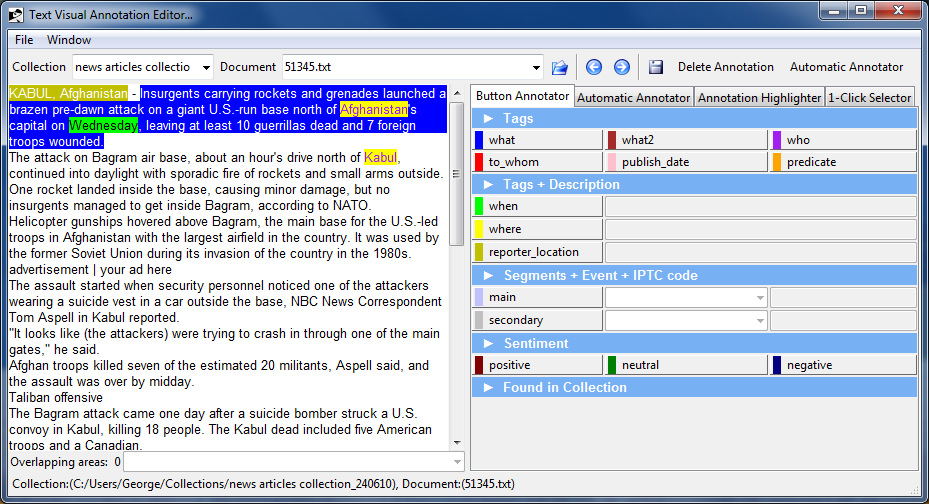 Text Visual Annotation Editor...
File Window
Collection news articles collectio Document 51345.txt Delete Annotation Automatic Annotator
KABUL, Afghanistan - Insurgents carrying rockets and grenades launched a
brazen pre-dawn attack on a giant U.S.-run base north of Afghanistan's
capital on Wednesday, leaving at least 10 guerrillas dead and 7 foreign
troops wounded.
The attack on Bagram air base, about an hour's drive north of Kabul,
continued into daylight with sporadic fire of rockets and small arms outside.
One rocket landed inside the base, causing minor damage, but no
insurgents managed to get inside Bagram, according to NATO.
Helicopter gunships hovered above Bagram, the main base for the U.S.-led
troops in Afghanistan with the largest airfield in the country. It was used by
the former Soviet Union during its invasion of the country in the 1980s.
advertisement | your ad here
The assault started when security personnel noticed one of the attackers
wearing a suicide vest in a car outside the base, NBC News Correspondent
Tom Aspell in Kabul reported.
"It looks like (the attackers) were trying to crash in through one of the main
gates," he said.
Afghan troops killed seven of the estimated 20 militants, Aspell said, and
the assault was over by midday.
Taliban offensive
The Bagram attack came one day after a suicide bomber struck a U.S.
convoy in Kabul, killing 18 people. The Kabul dead included five American
troops and a Canadian.
Overlapping areas: 0
Button Annotator Automatic Annotator Annotation Highlighter 1-Click Selector
Tags
what what2 who
to_whom publish_date predicate
Tags + Description
when
where
reporter_location
Segments + Event + IPTC code
main
secondary
Sentiment
positive neutral negative
Found in Collection
Collection:(C:/Users/George/Collections/news articles collection_240610), Document:(51345.txt)